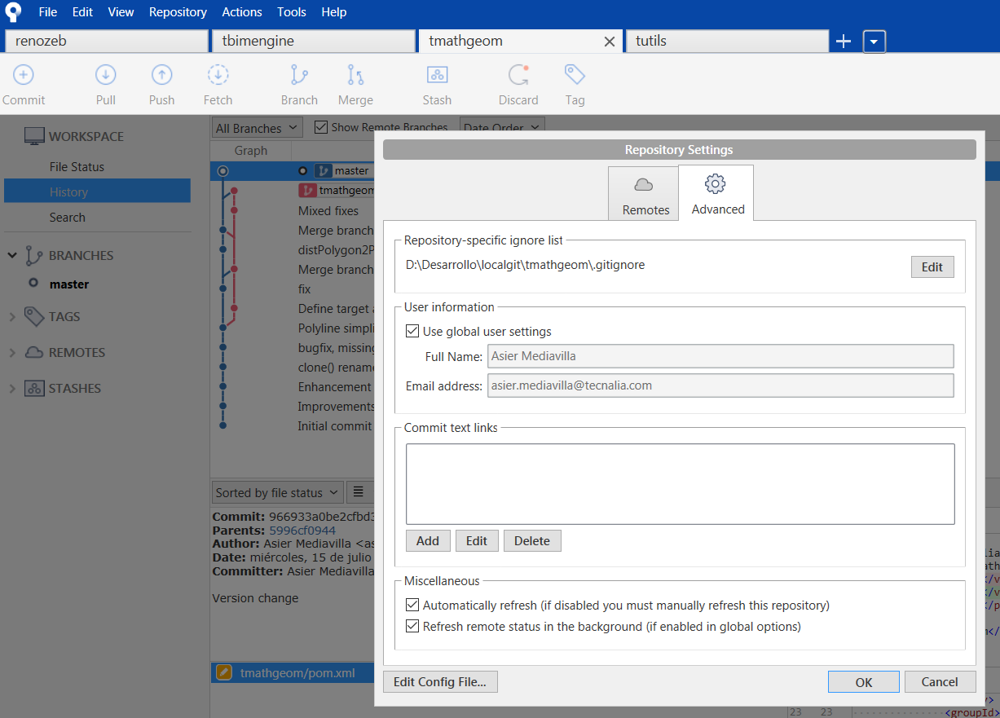 File Edit View Repository Actions Tools Help
renozeb tbimengine tmathgeom tutils
Commit Pull Push Fetch Branch Merge Stash Discard Tag
WORKSPACE
File Status
History
Search
BRANCHES
master
TAGS
REMOTES
STASHES
All Branches Show Remote Branches Date Order
Graph
master
tmathgeom
Mixed fixes
Merge branch
distPolygon2P
Merge branch
fix
Define target a
Polyline simpli
bugfix, missing
clone() rename
Enhancement
Improvements
Initial commit
Sorted by file status
Commit: 966933a0be2cfbd3
Parents: 5996cf0944
Author: Asier Mediavilla <as
Date: miércoles, 15 de julio
Committer: Asier Mediavilla
Version change
tmathgeom/pom.xml
Repository Settings
Remotes Advanced
Repository-specific ignore list
D:\Desarrollo\localgit\tmathgeom\.gitignore
Edit
User information
Use global user settings
Full Name: Asier Mediavilla
Email address: asier.mediavilla@tecnalia.com
Commit text links
Add Edit Delete
Miscellaneous
Automatically refresh (if disabled you must manually refresh this repository)
Refresh remote status in the background (if enabled in global options)
Edit Config File... OK Cancel
23 23 <groupId>